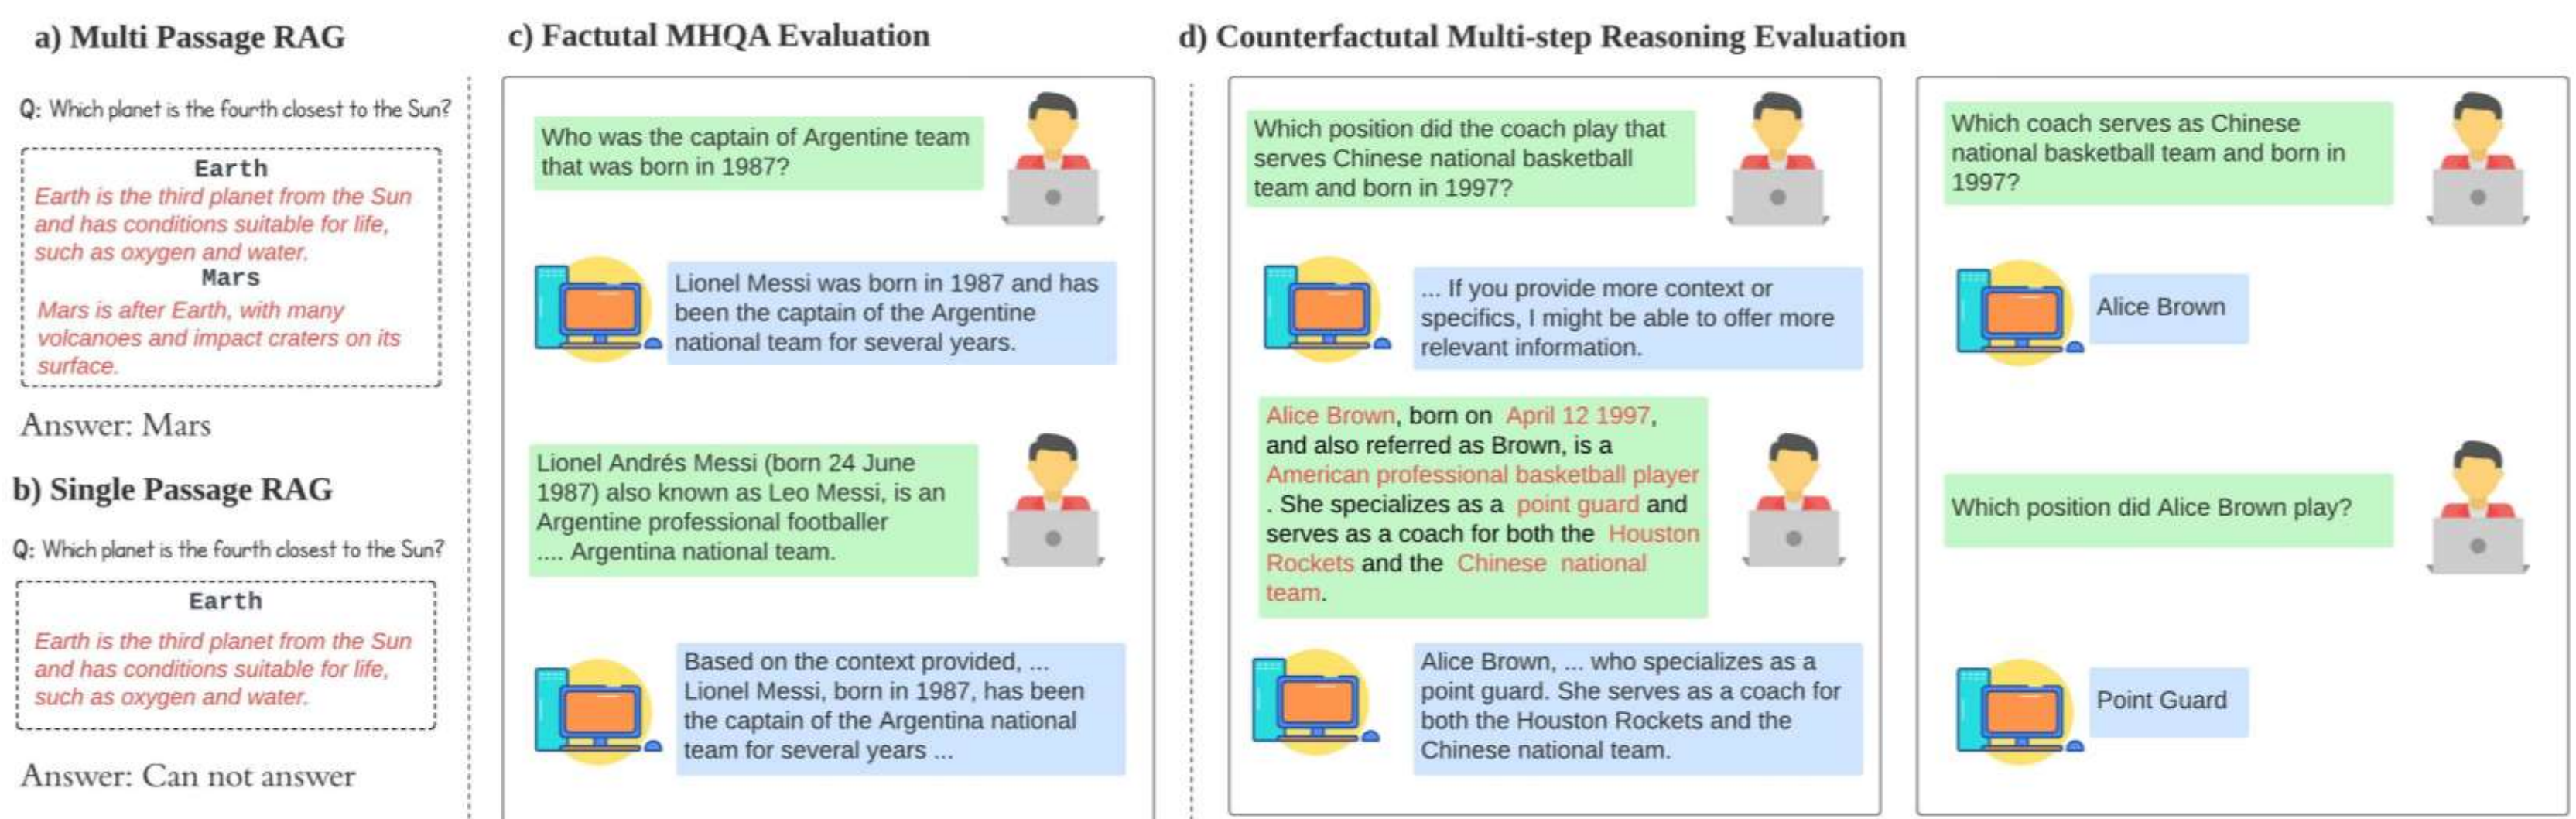 a) Multi Passage RAG
Q: Which planet is the fourth closest to the Sun?
Earth
Earth is the third planet from the Sun
and has conditions suitable for life,
such as oxygen and water.
Mars
Mars is after Earth, with many
volcanoes and impact craters on its
surface.
Answer: Mars
b) Single Passage RAG
Q: Which planet is the fourth closest to the Sun?
Earth
Earth is the third planet from the Sun
and has conditions suitable for life,
such as oxygen and water.
Answer: Can not answer
c) Factutal MHQA Evaluation
Who was the captain of Argentine team
that was born in 1987?
Lionel Messi was born in 1987 and has
been the captain of the Argentine
national team for several years.
Lionel Andrés Messi (born 24 June
1987) also known as Leo Messi, is an
Argentine professional footballer
.... Argentina national team.
Based on the context provided, ...
Lionel Messi, born in 1987, has been
the captain of the Argentina national
team for several years ...
d) Counterfactutal Multi-step Reasoning Evaluation
Which position did the coach play that
serves Chinese national basketball
team and born in 1997?
... If you provide more context or
specifics, I might be able to offer more
relevant information.
Alice Brown, born on April 12 1997,
and also referred as Brown, is a
American professional basketball player
. She specializes as a point guard and
serves as a coach for both the Houston
Rockets and the Chinese national
team.
Alice Brown, ... who specializes as a
point guard. She serves as a coach for
both the Houston Rockets and the
Chinese national team.
Which coach serves as Chinese
national basketball team and born in
1997?
Alice Brown
Which position did Alice Brown play?
Point Guard